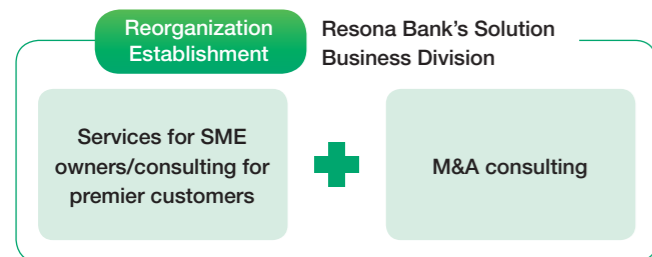 Reorganization
Establishment
Resona Bank's Solution
Business Division
Services for SME
owners/consulting for
premier customers
M&A consulting